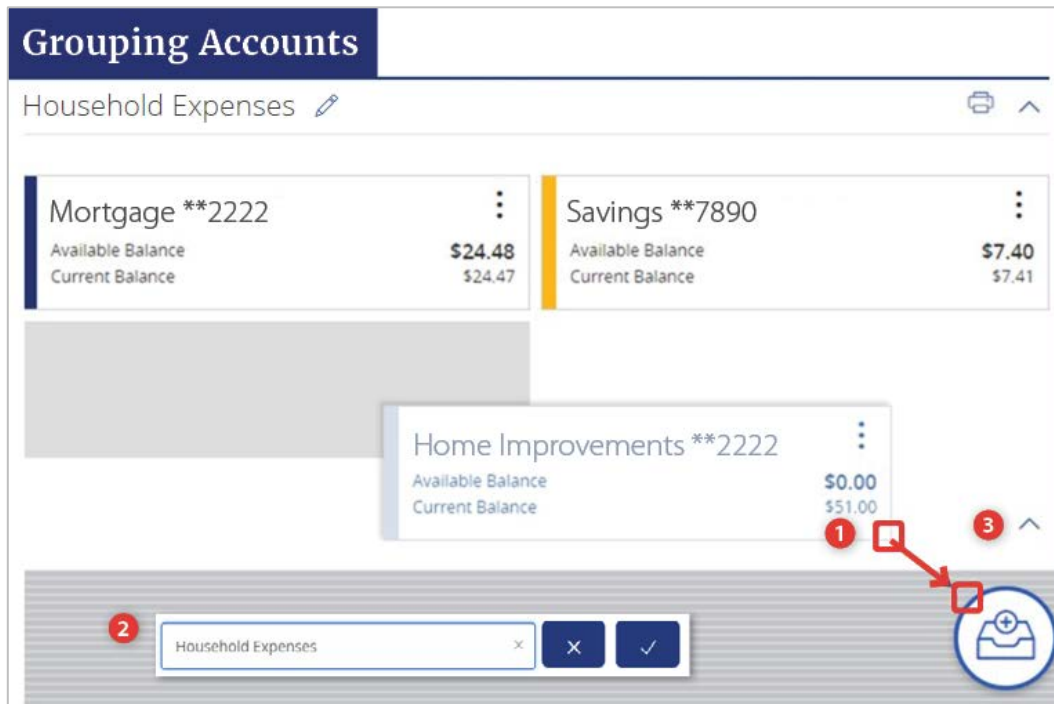 Grouping Accounts
Household Expenses
Mortgage **2222
Available Balance $24.48
Current Balance $24.47
Savings **7890
Available Balance $7.40
Current Balance $7.41
Home Improvements **2222
Available Balance $0.00
Current Balance $51.00
1
3
2
Household Expenses